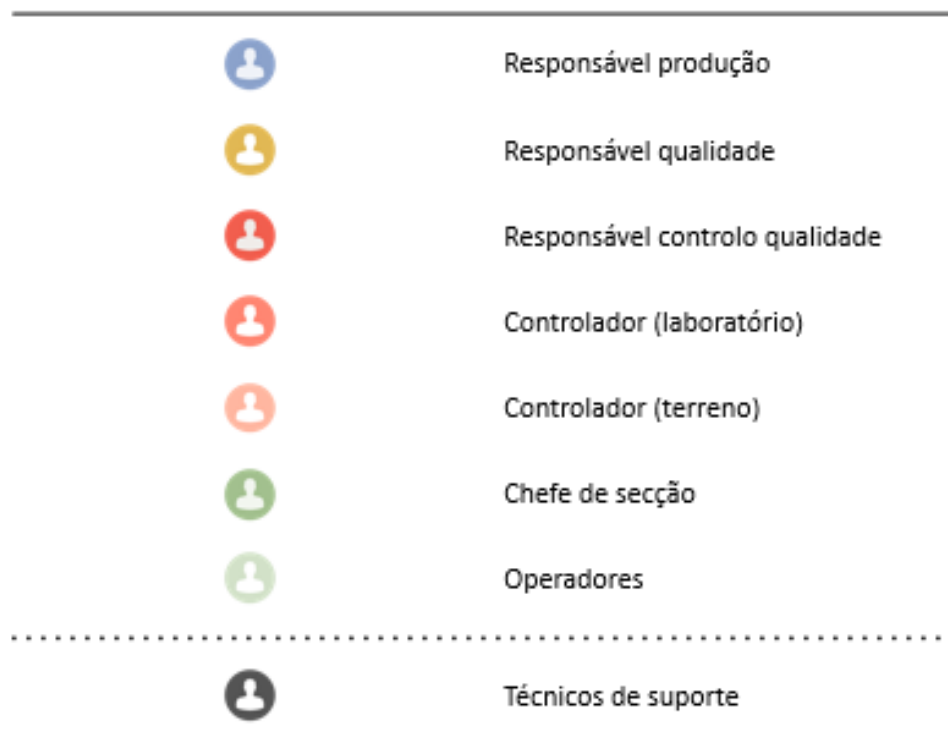 Responsável produção
Responsável qualidade
Responsável controlo qualidade
Controlador (laboratório)
Controlador (terreno)
Chefe de secção
Operadores
Técnicos de suporte